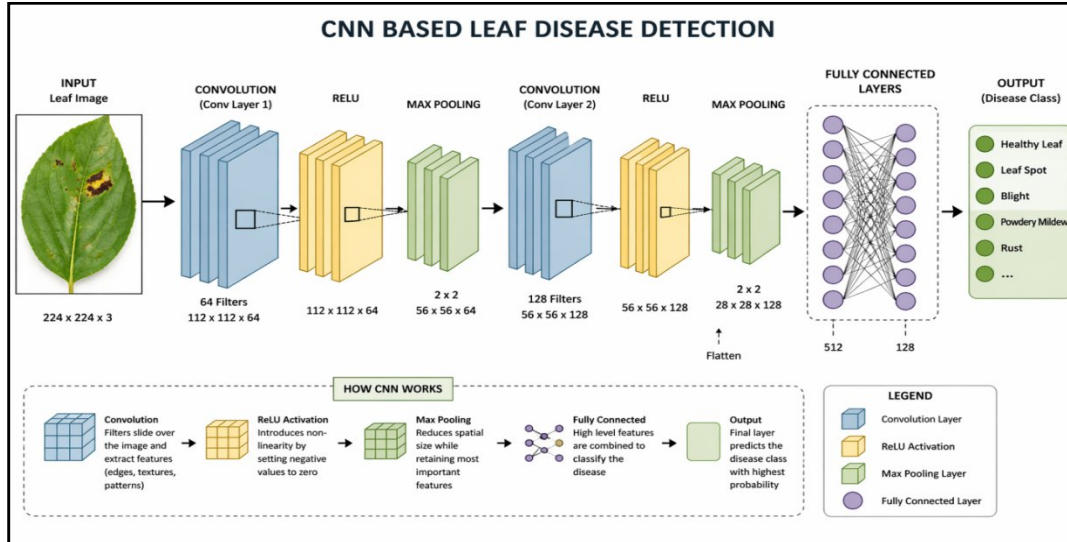 CNN BASED LEAF DISEASE DETECTION
INPUT
Leaf Image
224 x 224 x 3
CONVOLUTION
(Conv Layer 1)
64 Filters
112 x 112 x 64
RELU
112 x 112 x 64
MAX POOLING
2 x 2
56 x 56 x 64
CONVOLUTION
(Conv Layer 2)
128 Filters
56 x 56 x 128
RELU
56 x 56 x 128
MAX POOLING
2 x 2
28 x 28 x 128
Flatten
FULLY CONNECTED
LAYERS
512
128
OUTPUT
(Disease Class)
Healthy Leaf
Leaf Spot
Blight
Powdery Mildew
Rust
...
HOW CNN WORKS
Convolution
Filters slide over
the image and
extract features
(edges, textures,
patterns)
ReLU Activation
Introduces non-
linearity by
setting negative
values to zero
Max Pooling
Reduces spatial
size while
retaining most
important
features
Fully Connected
High level features
are combined to
classify the
disease
Output
Final layer
predicts the
disease class
with highest
probability
LEGEND
Convolution Layer
ReLU Activation
Max Pooling Layer
Fully Connected Layer